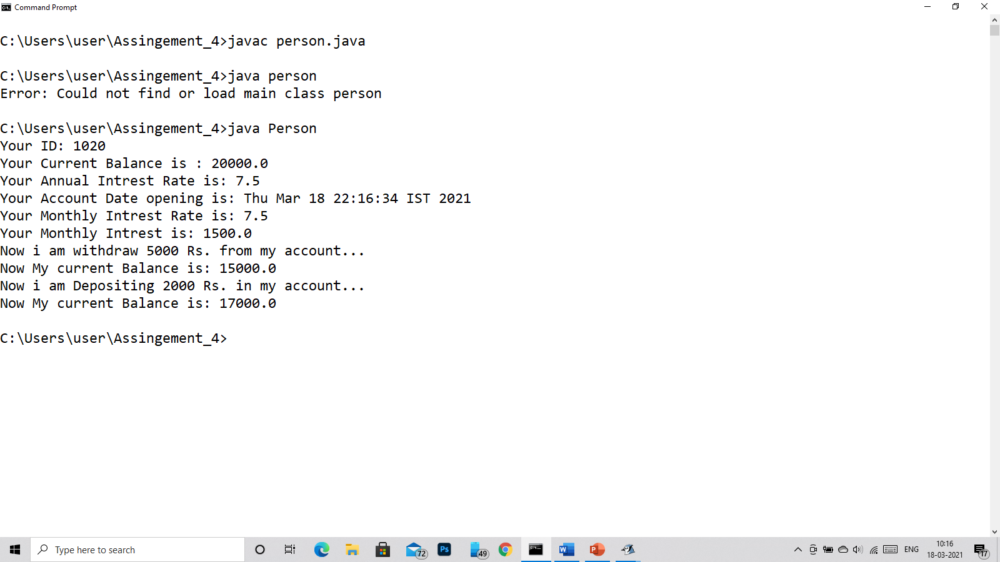 Command Prompt
C:\Users\user\Assingement_4>javac person.java
C:\Users\user\Assingement_4>java person
Error: Could not find or load main class person
C:\Users\user\Assingement_4>java Person
Your ID: 1020
Your Current Balance is : 20000.0
Your Annual Intrest Rate is: 7.5
Your Account Date opening is: Thu Mar 18 22:16:34 IST 2021
Your Monthly Intrest Rate is: 7.5
Your Monthly Intrest is: 1500.0
Now i am withdraw 5000 Rs. from my account...
Now My current Balance is: 15000.0
Now i am Depositing 2000 Rs. in my account...
Now My current Balance is: 17000.0
C:\Users\user\Assingement_4>
Type here to search
72
Ps
49
W
P
ENG
10:16
18-03-2021
17